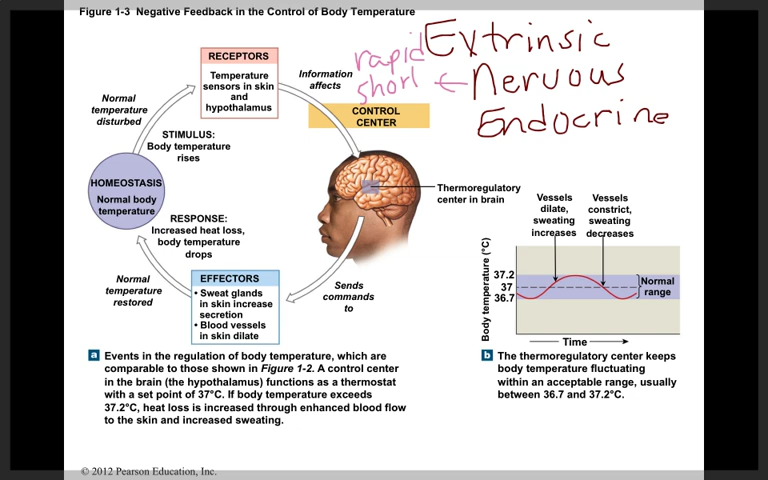 Figure 1-3 Negative Feedback in the Control of Body Temperature
Extrinsic
rapid
short ← Nervous
Endocrine
RECEPTORS
Temperature
sensors in skin
and
hypothalamus
Information
affects
CONTROL
CENTER
Normal
temperature
disturbed
STIMULUS:
Body temperature
rises
HOMEOSTASIS
Normal body
temperature
Thermoregulatory
center in brain
RESPONSE:
Increased heat loss,
body temperature
drops
Normal
temperature
restored
EFFECTORS
• Sweat glands
in skin increase
secretion
• Blood vessels
in skin dilate
Sends
commands
to
Vessels
dilate,
sweating
increases
Vessels
constrict,
sweating
decreases
Body temperature (°C)
37.2
37
36.7
Normal
range
Time
a Events in the regulation of body temperature, which are
comparable to those shown in Figure 1-2. A control center
in the brain (the hypothalamus) functions as a thermostat
with a set point of 37°C. If body temperature exceeds
37.2°C, heat loss is increased through enhanced blood flow
to the skin and increased sweating.
b The thermoregulatory center keeps
body temperature fluctuating
within an acceptable range, usually
between 36.7 and 37.2°C.
© 2012 Pearson Education, Inc.